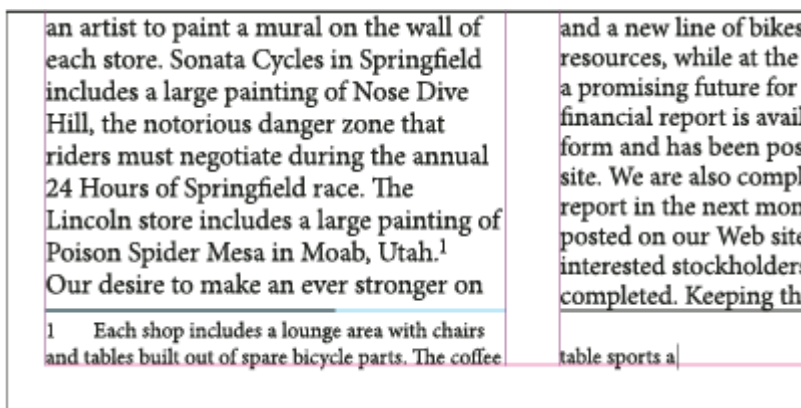 an artist to paint a mural on the wall of
each store. Sonata Cycles in Springfield
includes a large painting of Nose Dive
Hill, the notorious danger zone that
riders must negotiate during the annual
24 Hours of Springfield race. The
Lincoln store includes a large painting of
Poison Spider Mesa in Moab, Utah.1
Our desire to make an ever stronger on
1 Each shop includes a lounge area with chairs
and tables built out of spare bicycle parts. The coffee
and a new line of bikes
resources, while at the
a promising future for
financial report is avail
form and has been pos
site. We are also compl
report in the next mon
posted on our Web site
interested stockholders
completed. Keeping th
table sports a